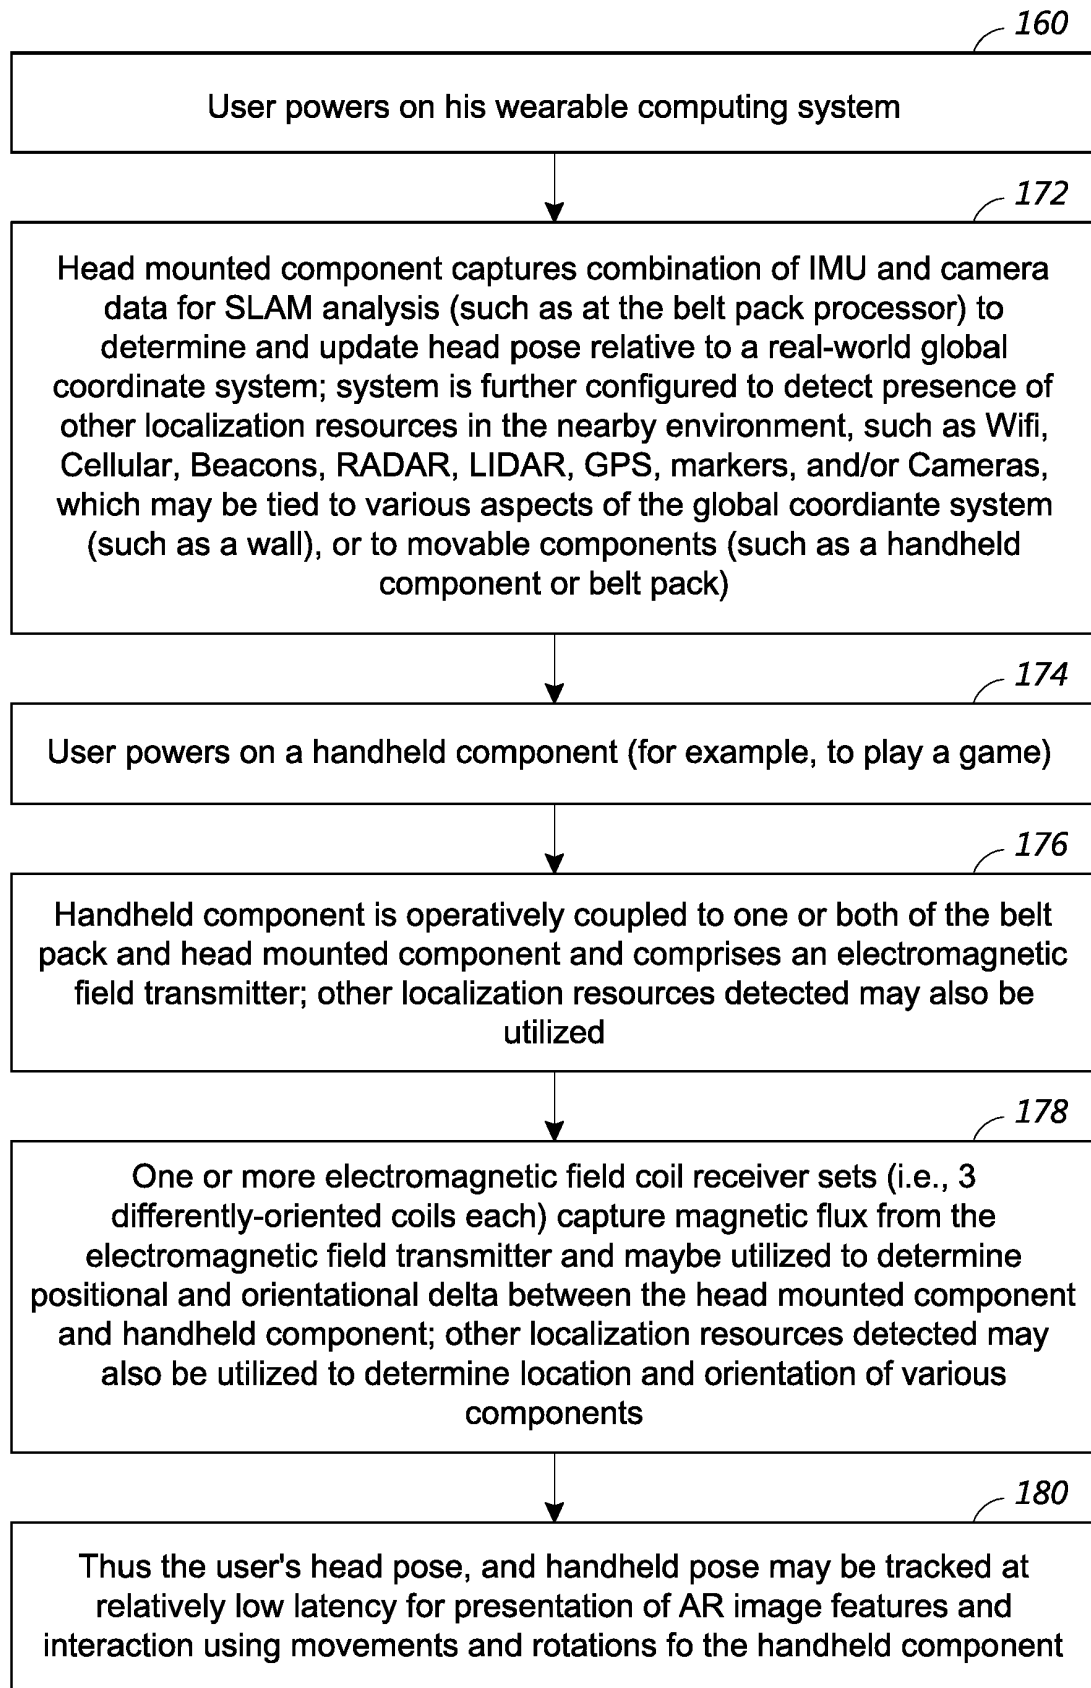 160
User powers on his wearable computing system
172
Head mounted component captures combination of IMU and camera
data for SLAM analysis (such as at the belt pack processor) to
determine and update head pose relative to a real-world global
coordinate system; system is further configured to detect presence of
other localization resources in the nearby environment, such as Wifi,
Cellular, Beacons, RADAR, LIDAR, GPS, markers, and/or Cameras,
which may be tied to various aspects of the global coordiante system
(such as a wall), or to movable components (such as a handheld
component or belt pack)
174
User powers on a handheld component (for example, to play a game)
176
Handheld component is operatively coupled to one or both of the belt
pack and head mounted component and comprises an electromagnetic
field transmitter; other localization resources detected may also be
utilized
178
One or more electromagnetic field coil receiver sets (i.e., 3
differently-oriented coils each) capture magnetic flux from the
electromagnetic field transmitter and maybe utilized to determine
positional and orientational delta between the head mounted component
and handheld component; other localization resources detected may
also be utilized to determine location and orientation of various
components
180
Thus the user's head pose, and handheld pose may be tracked at
relatively low latency for presentation of AR image features and
interaction using movements and rotations fo the handheld component